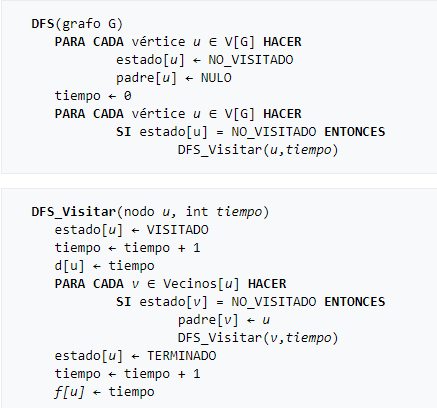 DFS(grafo G)
PARA CADA vértice u ∈ V[G] HACER
estado[u] ← NO_VISITADO
padre[u] ← NULO
tiempo ← 0
PARA CADA vértice u ∈ V[G] HACER
SI estado[u] = NO_VISITADO ENTONCES
DFS_Visitar(u,tiempo)
DFS_Visitar(nodo u, int tiempo)
estado[u] ← VISITADO
tiempo ← tiempo + 1
d[u] ← tiempo
PARA CADA v ∈ Vecinos[u] HACER
SI estado[v] = NO_VISITADO ENTONCES
padre[v] ← u
DFS_Visitar(v,tiempo)
estado[u] ← TERMINADO
tiempo ← tiempo + 1
f[u] ← tiempo